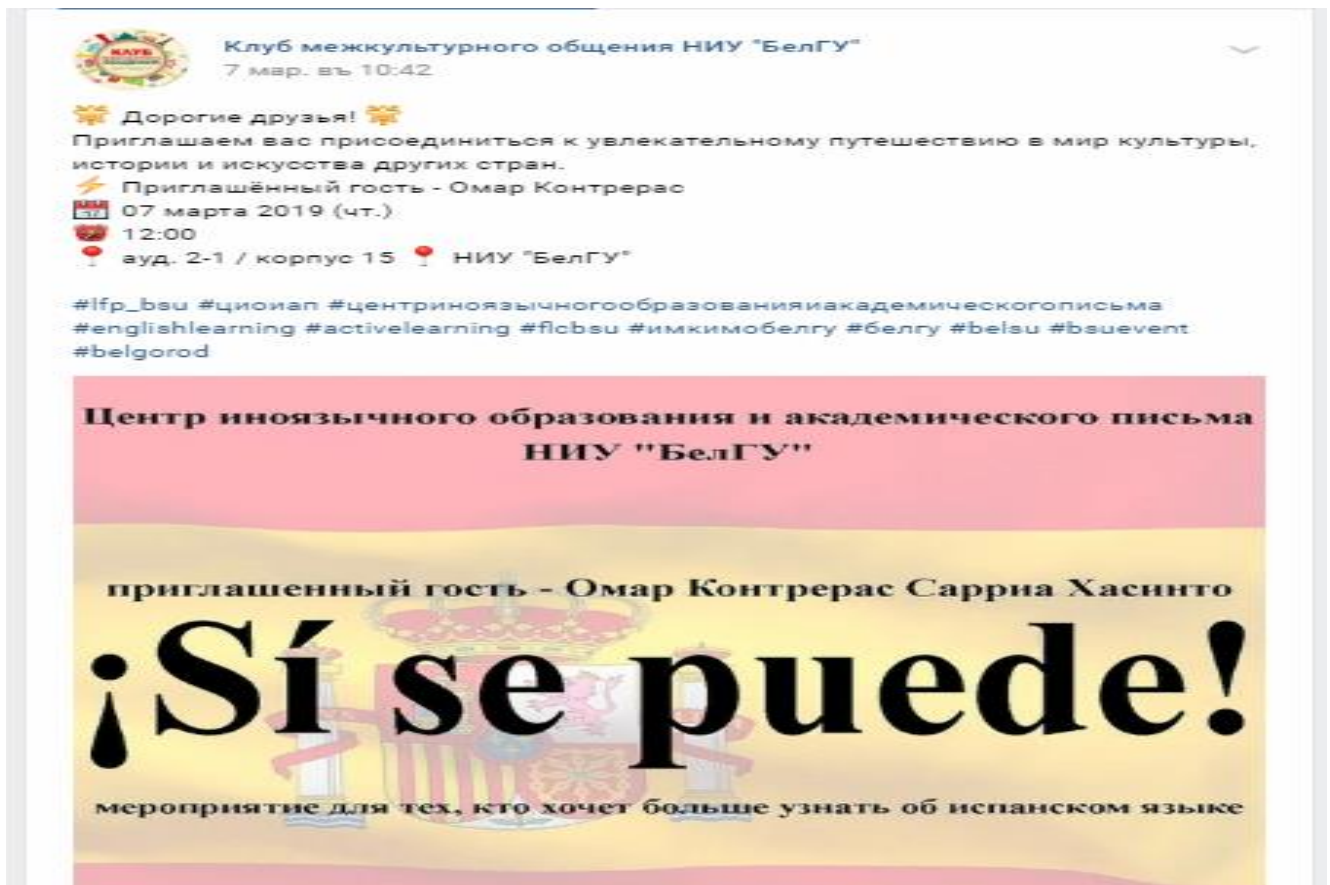 Клуб межкультурного общения НИУ "БелГУ"
7 мар. въ 10:42
Дорогие друзья!
Приглашаем вас присоединиться к увлекательному путешествию в мир культуры,
истории и искусства других стран.
Приглашённый гость - Омар Контрерас
07 марта 2019 (чт.)
12:00
ауд. 2-1 / корпус 15 НИУ "БелГУ"
#lfp_bsu #циоиап #центриноязычногообразованияиакадемическогописьма
#englishlearning #activelearning #flcbsu #имкимобелгу #белгу #belsu #bsuevent
#belgorod
Центр иноязычного образования и академического письма
НИУ "БелГУ"
приглашенный гость - Омар Контрерас Сарриа Хасинто
¡Sí se puede!
мероприятие для тех, кто хочет больше узнать об испанском языке